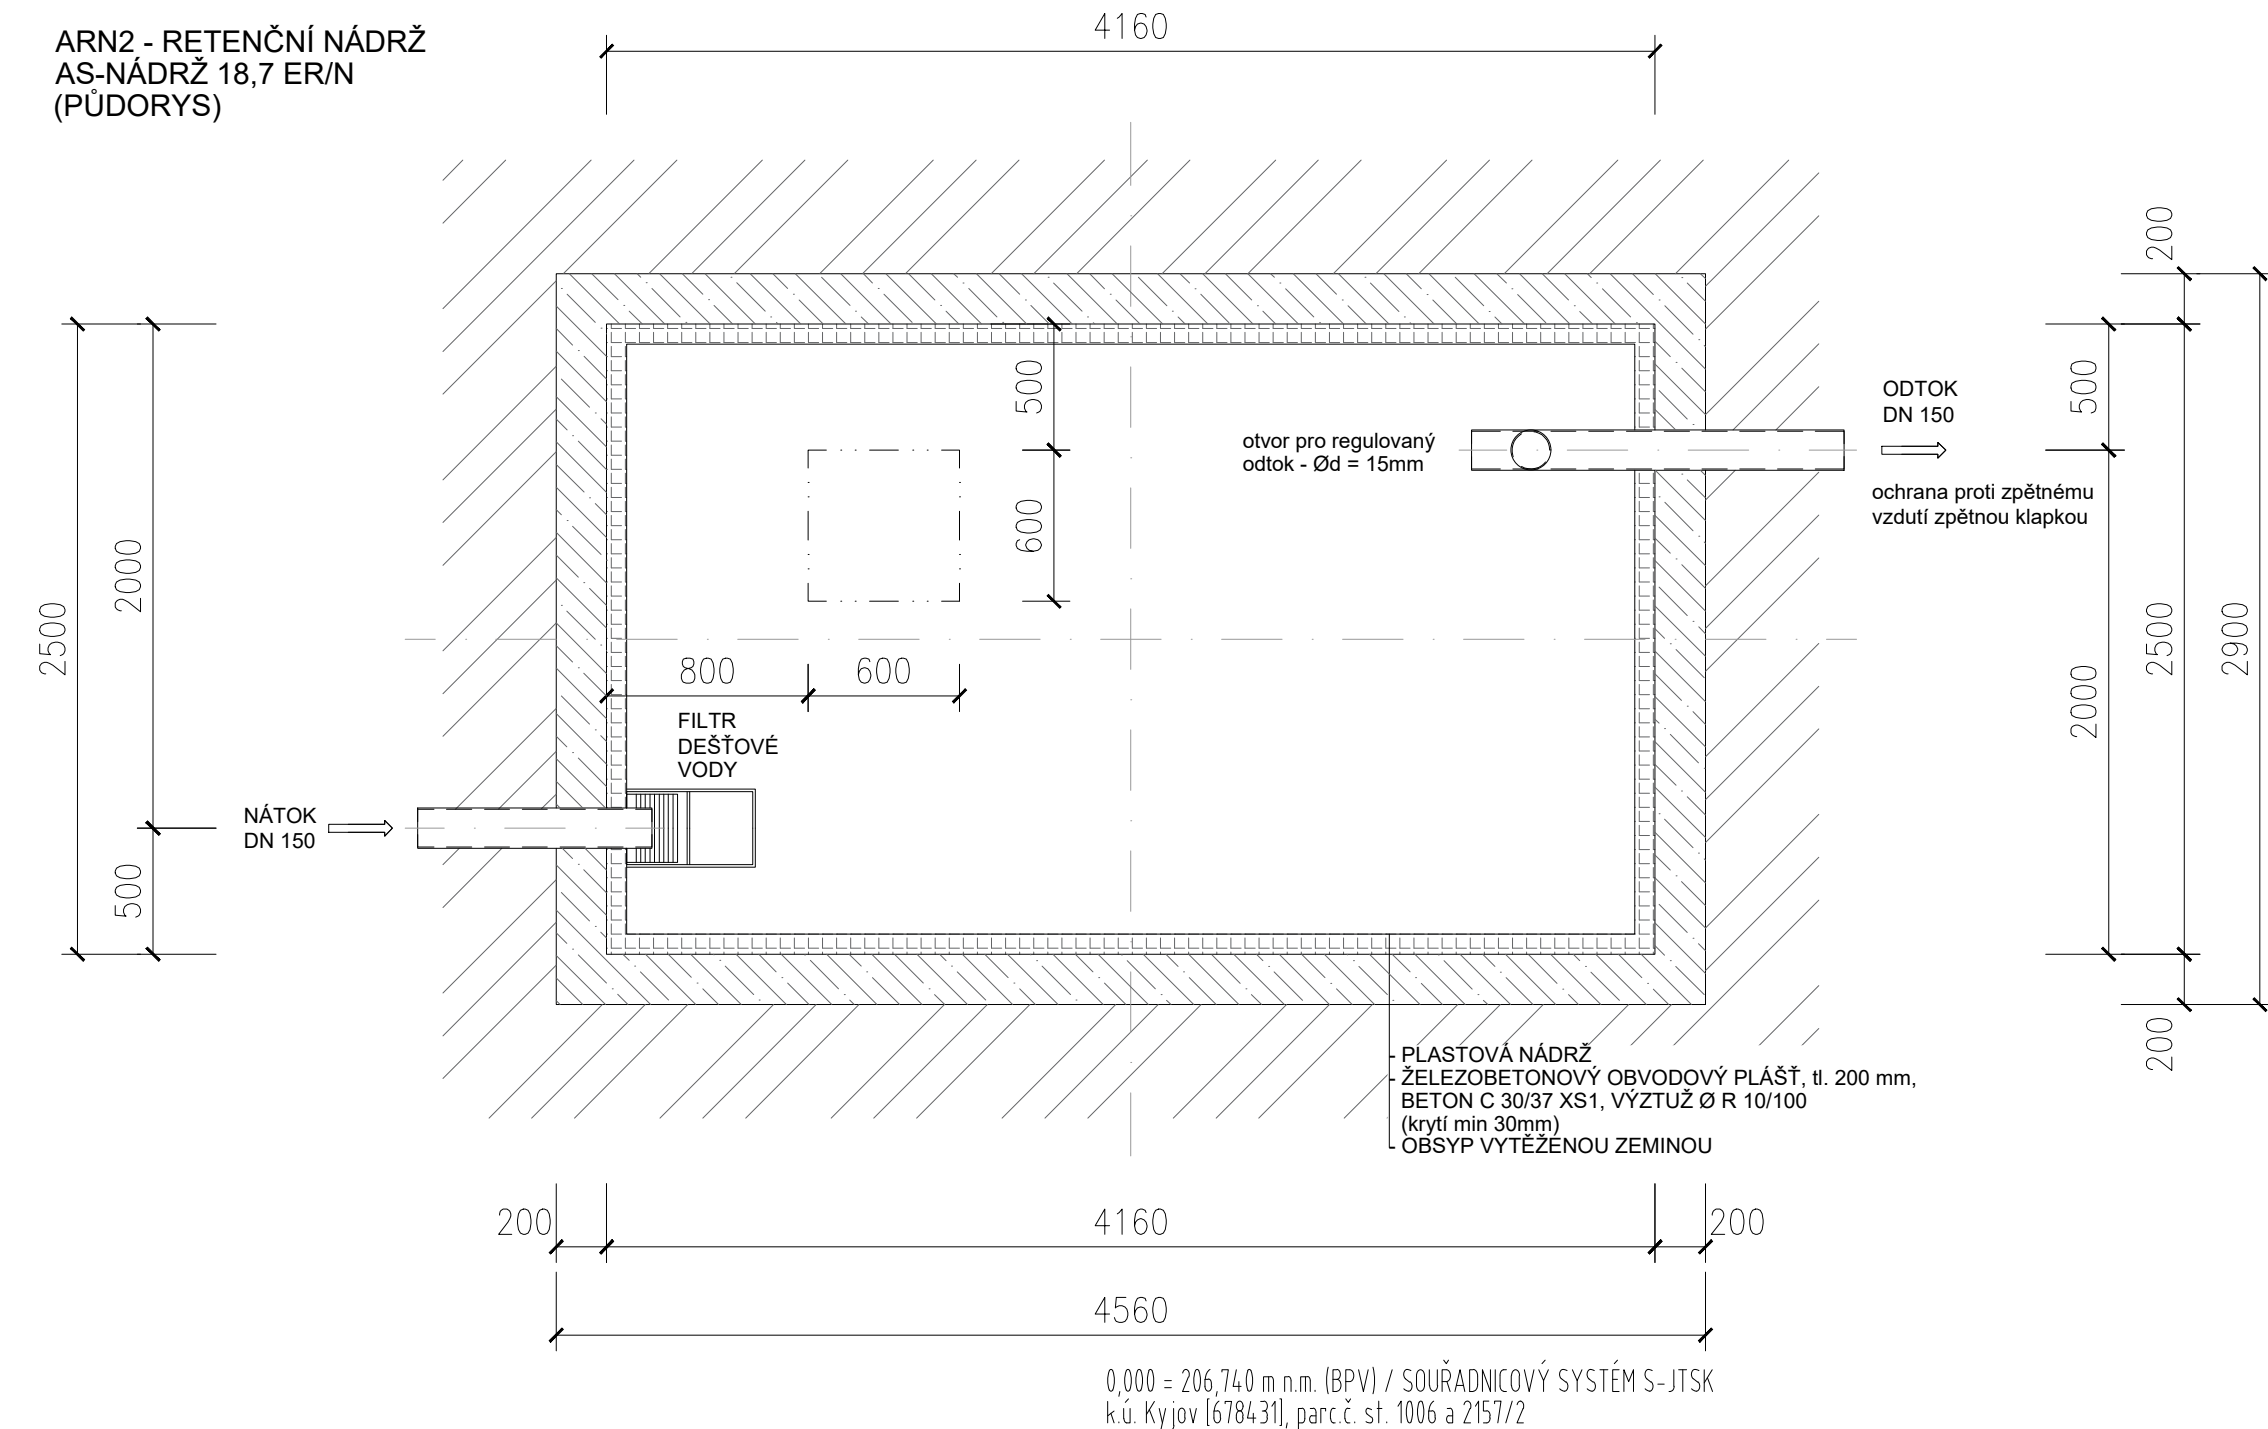 ARN2 - RETENČNÍ NÁDRŽ
AS-NÁDRŽ 18,7 ER/N
(PŮDORYS)
4160
200
500
500
ODTOK
DN 150
otvor pro regulovaný
odtok - Ød = 15mm
ochrana proti zpětnému
vzdutí zpětnou klapkou
600
2000
2500
2500
2900
2000
800
600
FILTR
DEŠŤOVÉ
VODY
NÁTOK
DN 150
500
200
- PLASTOVÁ NÁDRŽ
- ŽELEZOBETONOVÝ OBVODOVÝ PLÁŠŤ, tl. 200 mm,
BETON C 30/37 XS1, VÝZTUŽ Ø R 10/100
(krytí min 30mm)
- OBSYP VYTĚŽENOU ZEMINOU
200
4160
200
4560
0,000 = 206,740 m n.m. (BPV) / SOUŘADNICOVÝ SYSTÉM S-JTSK
k.ú. Kyjov [678431], parc.č. st. 1006 a 2157/2